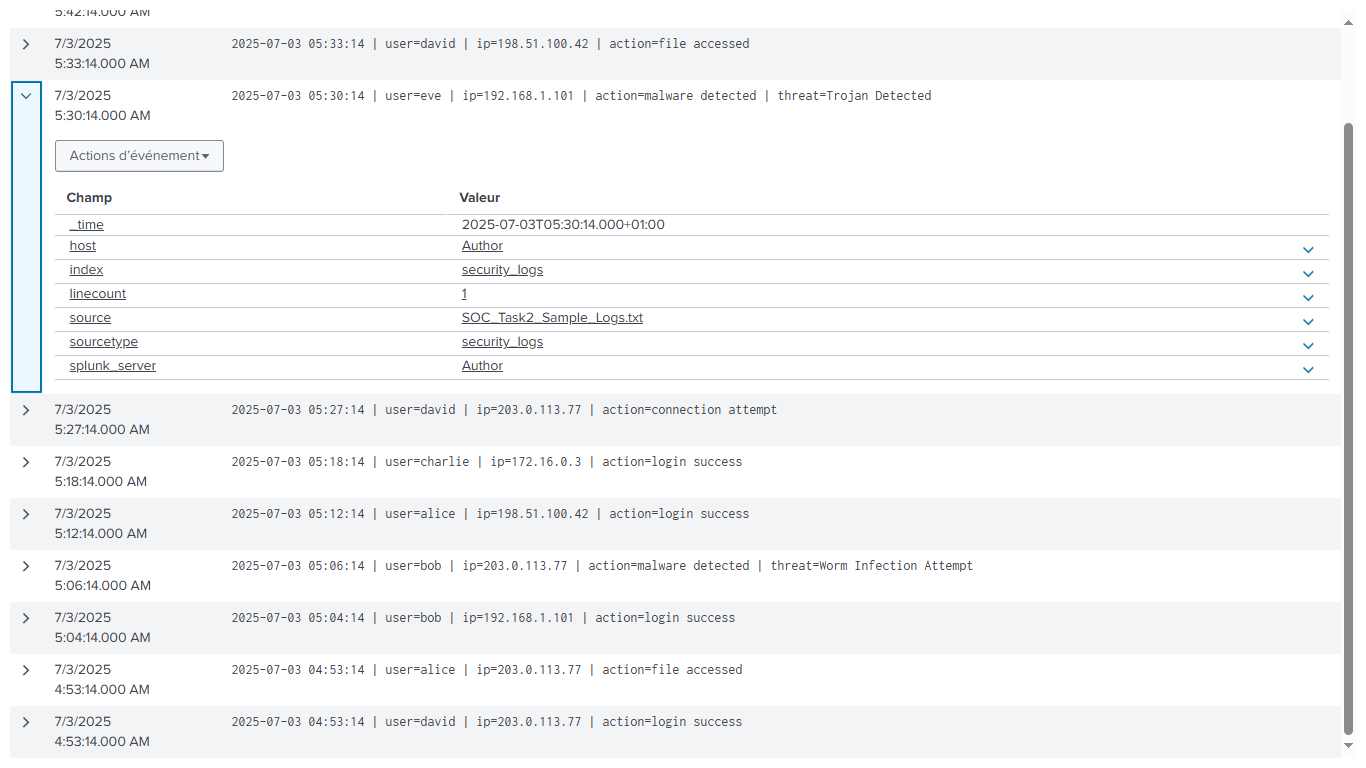 5:42:14.000 AM
7/3/2025 2025-07-03 05:33:14 | user=david | ip=198.51.100.42 | action=file accessed
5:33:14.000 AM
7/3/2025 2025-07-03 05:30:14 | user=eve | ip=192.168.1.101 | action=malware detected | threat=Trojan Detected
5:30:14.000 AM
Actions d'événement
Champ Valeur
_time 2025-07-03T05:30:14.000+01:00
host Author
index security_logs
linecount 1
source SOC_Task2_Sample_Logs.txt
sourcetype security_logs
splunk_server Author
7/3/2025 2025-07-03 05:27:14 | user=david | ip=203.0.113.77 | action=connection attempt
5:27:14.000 AM
7/3/2025 2025-07-03 05:18:14 | user=charlie | ip=172.16.0.3 | action=login success
5:18:14.000 AM
7/3/2025 2025-07-03 05:12:14 | user=alice | ip=198.51.100.42 | action=login success
5:12:14.000 AM
7/3/2025 2025-07-03 05:06:14 | user=bob | ip=203.0.113.77 | action=malware detected | threat=Worm Infection Attempt
5:06:14.000 AM
7/3/2025 2025-07-03 05:04:14 | user=bob | ip=192.168.1.101 | action=login success
5:04:14.000 AM
7/3/2025 2025-07-03 04:53:14 | user=alice | ip=203.0.113.77 | action=file accessed
4:53:14.000 AM
7/3/2025 2025-07-03 04:53:14 | user=david | ip=203.0.113.77 | action=login success
4:53:14.000 AM